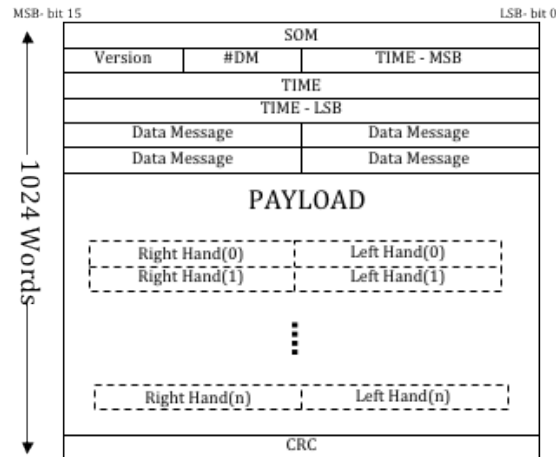 MSB- bit 15 LSB- bit 0
SOM
Version #DM TIME - MSB
TIME
TIME - LSB
Data Message Data Message
Data Message Data Message
PAYLOAD
Right Hand(0) Left Hand(0)
Right Hand(1) Left Hand(1)
Right Hand(n) Left Hand(n)
CRC
1024 Words